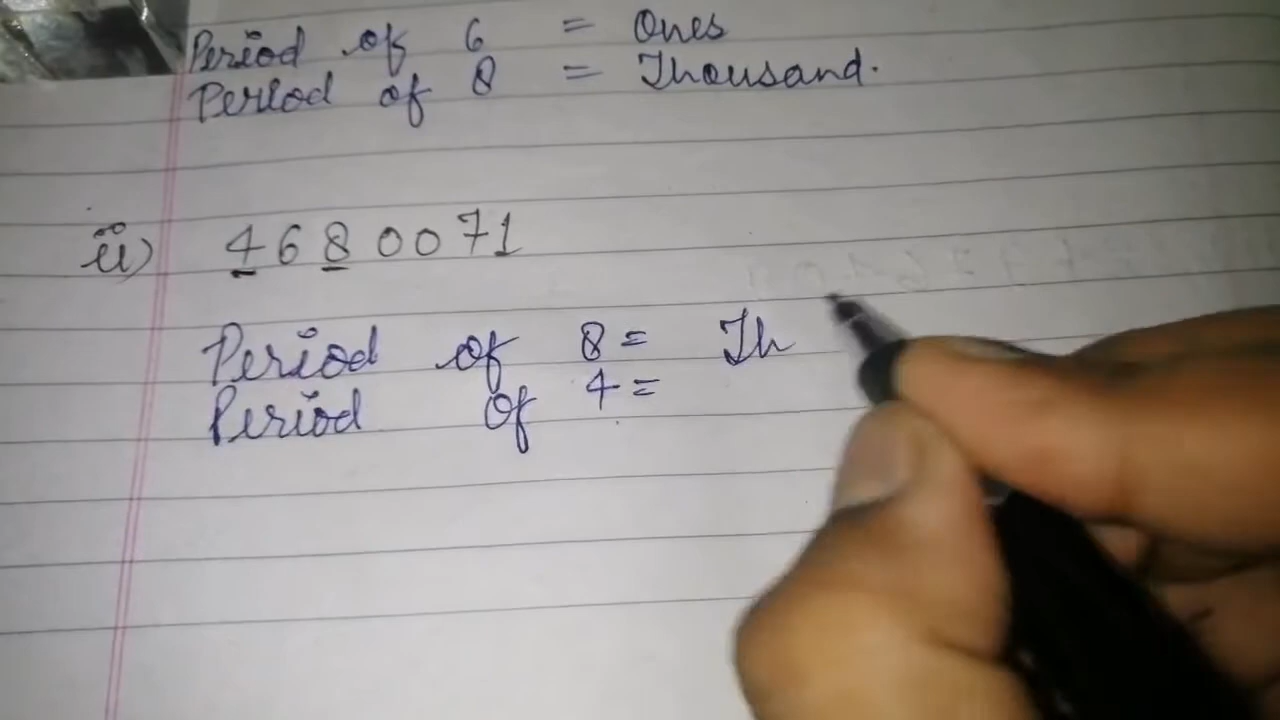 Period of 6 = Ones
Period of 8 = Thousand.
ii) 4680071
Period of 8 = Th
Period of 4 =